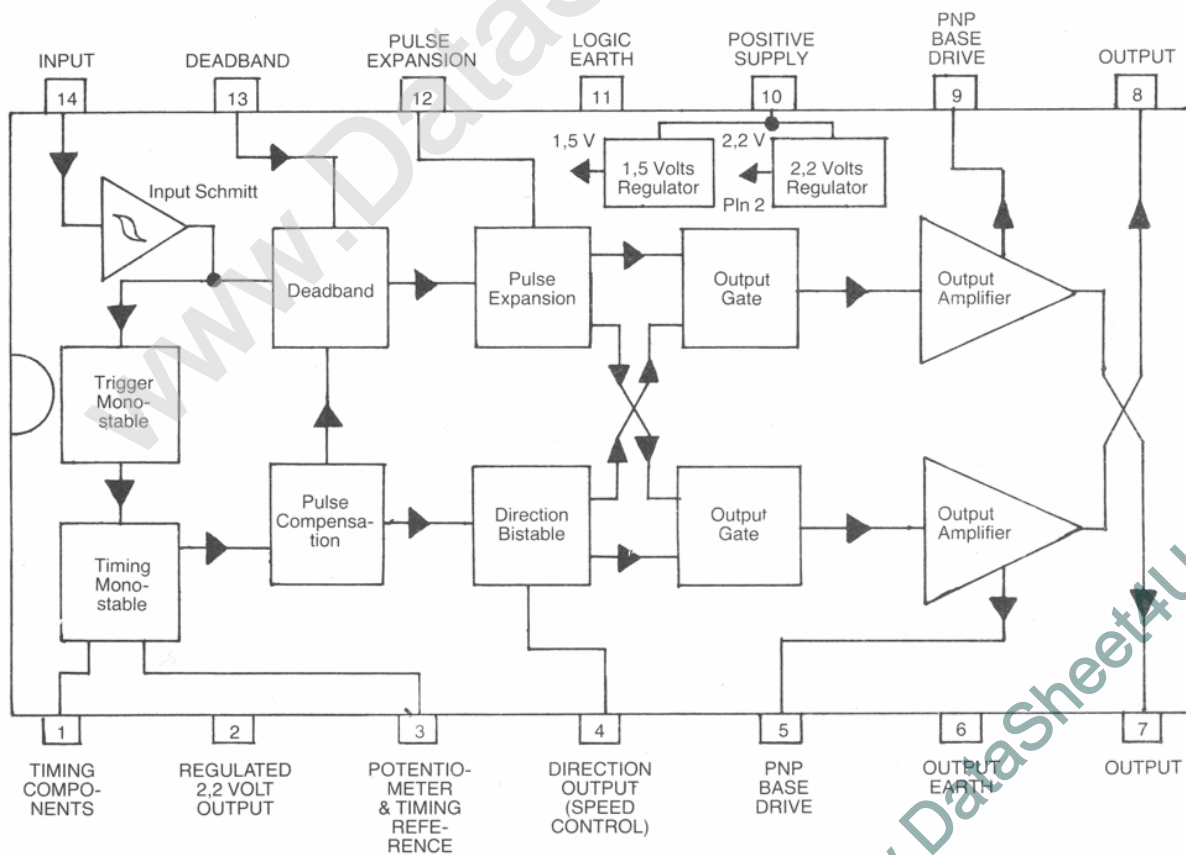 INPUT
DEADBAND
PULSE
EXPANSION
LOGIC
EARTH
POSITIVE
SUPPLY
PNP
BASE
DRIVE
OUTPUT
14
13
12
11
10
9
8
1,5 V
1,5 Volts
Regulator
2,2 V
2,2 Volts
Regulator
PIn 2
Input Schmitt
Deadband
Pulse
Expansion
Output
Gate
Output
Amplifier
Trigger
Mono-
stable
Timing
Mono-
stable
Pulse
Compensa-
tion
Direction
Bistable
Output
Gate
Output
Amplifier
1
2
3
4
5
6
7
TIMING
COMPO-
NENTS
REGULATED
2,2 VOLT
OUTPUT
POTENTIO-
METER
& TIMING
REFE-
RENCE
DIRECTION
OUTPUT
(SPEED
CONTROL)
PNP
BASE
DRIVE
OUTPUT
EARTH
OUTPUT
www.Datas
DataSheet4U